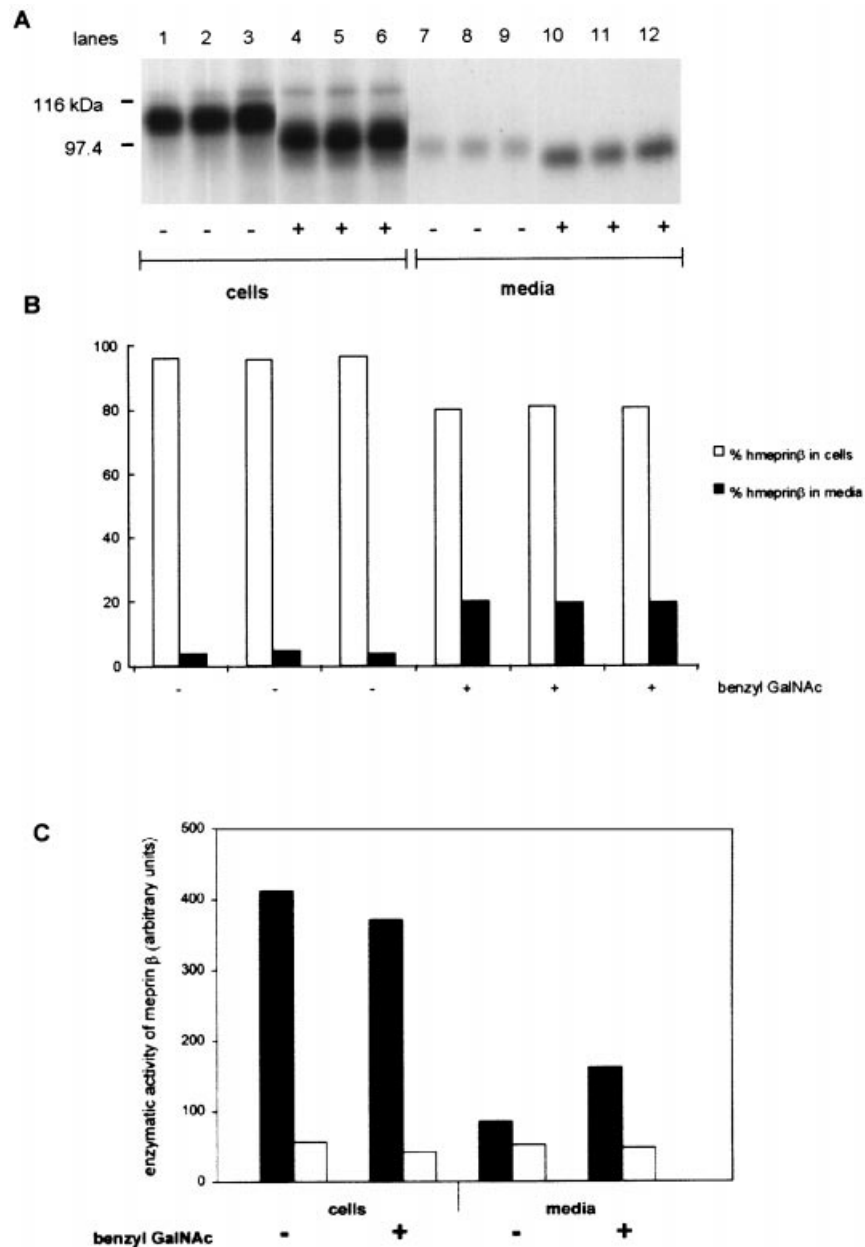 A
lanes 1 2 3 4 5 6 7 8 9 10 11 12
116 kDa
97.4
- - - + + + - - - + + +
cells media
B
100
80
60
40
20
0
% hmeprinβ in cells
% hmeprinβ in media
- - - + + + benzyl GalNAc
C
enzymatic activity of meprin β (arbitrary units)
500
400
300
200
100
0
cells media
benzyl GalNAc - + - +